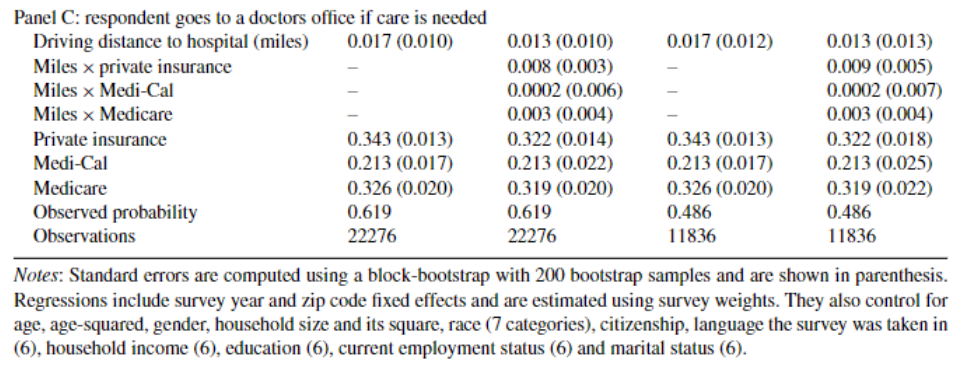 Panel C: respondent goes to a doctors office if care is needed
Driving distance to hospital (miles) 0.017 (0.010) 0.013 (0.010) 0.017 (0.012) 0.013 (0.013)
Miles × private insurance – 0.008 (0.003) – 0.009 (0.005)
Miles × Medi-Cal – 0.0002 (0.006) – 0.0002 (0.007)
Miles × Medicare – 0.003 (0.004) – 0.003 (0.004)
Private insurance 0.343 (0.013) 0.322 (0.014) 0.343 (0.013) 0.322 (0.018)
Medi-Cal 0.213 (0.017) 0.213 (0.022) 0.213 (0.017) 0.213 (0.025)
Medicare 0.326 (0.020) 0.319 (0.020) 0.326 (0.020) 0.319 (0.022)
Observed probability 0.619 0.619 0.486 0.486
Observations 22276 22276 11836 11836
Notes: Standard errors are computed using a block-bootstrap with 200 bootstrap samples and are shown in parenthesis.
Regressions include survey year and zip code fixed effects and are estimated using survey weights. They also control for
age, age-squared, gender, household size and its square, race (7 categories), citizenship, language the survey was taken in
(6), household income (6), education (6), current employment status (6) and marital status (6).